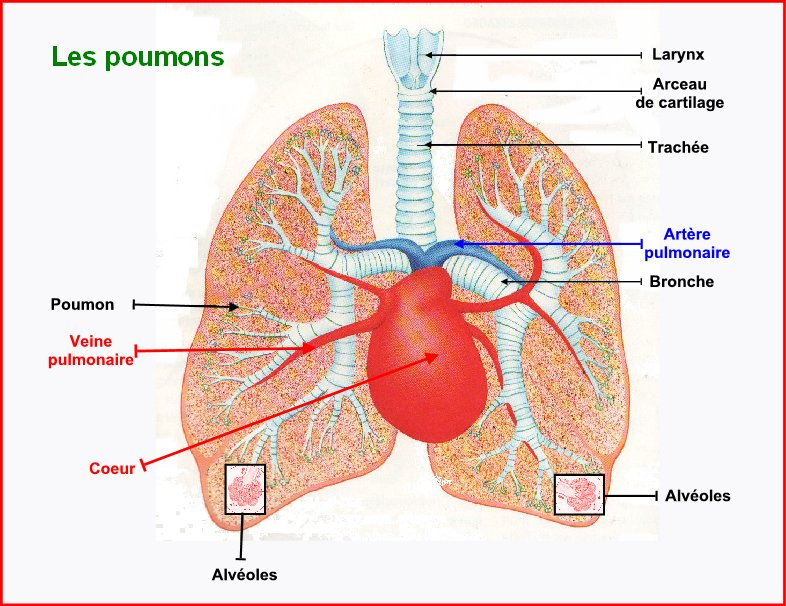 Les poumons
Larynx
Arceau
de cartilage
Trachée
Artère
pulmonaire
Bronche
Poumon
Veine
pulmonaire
Coeur
Alvéoles
Alvéoles